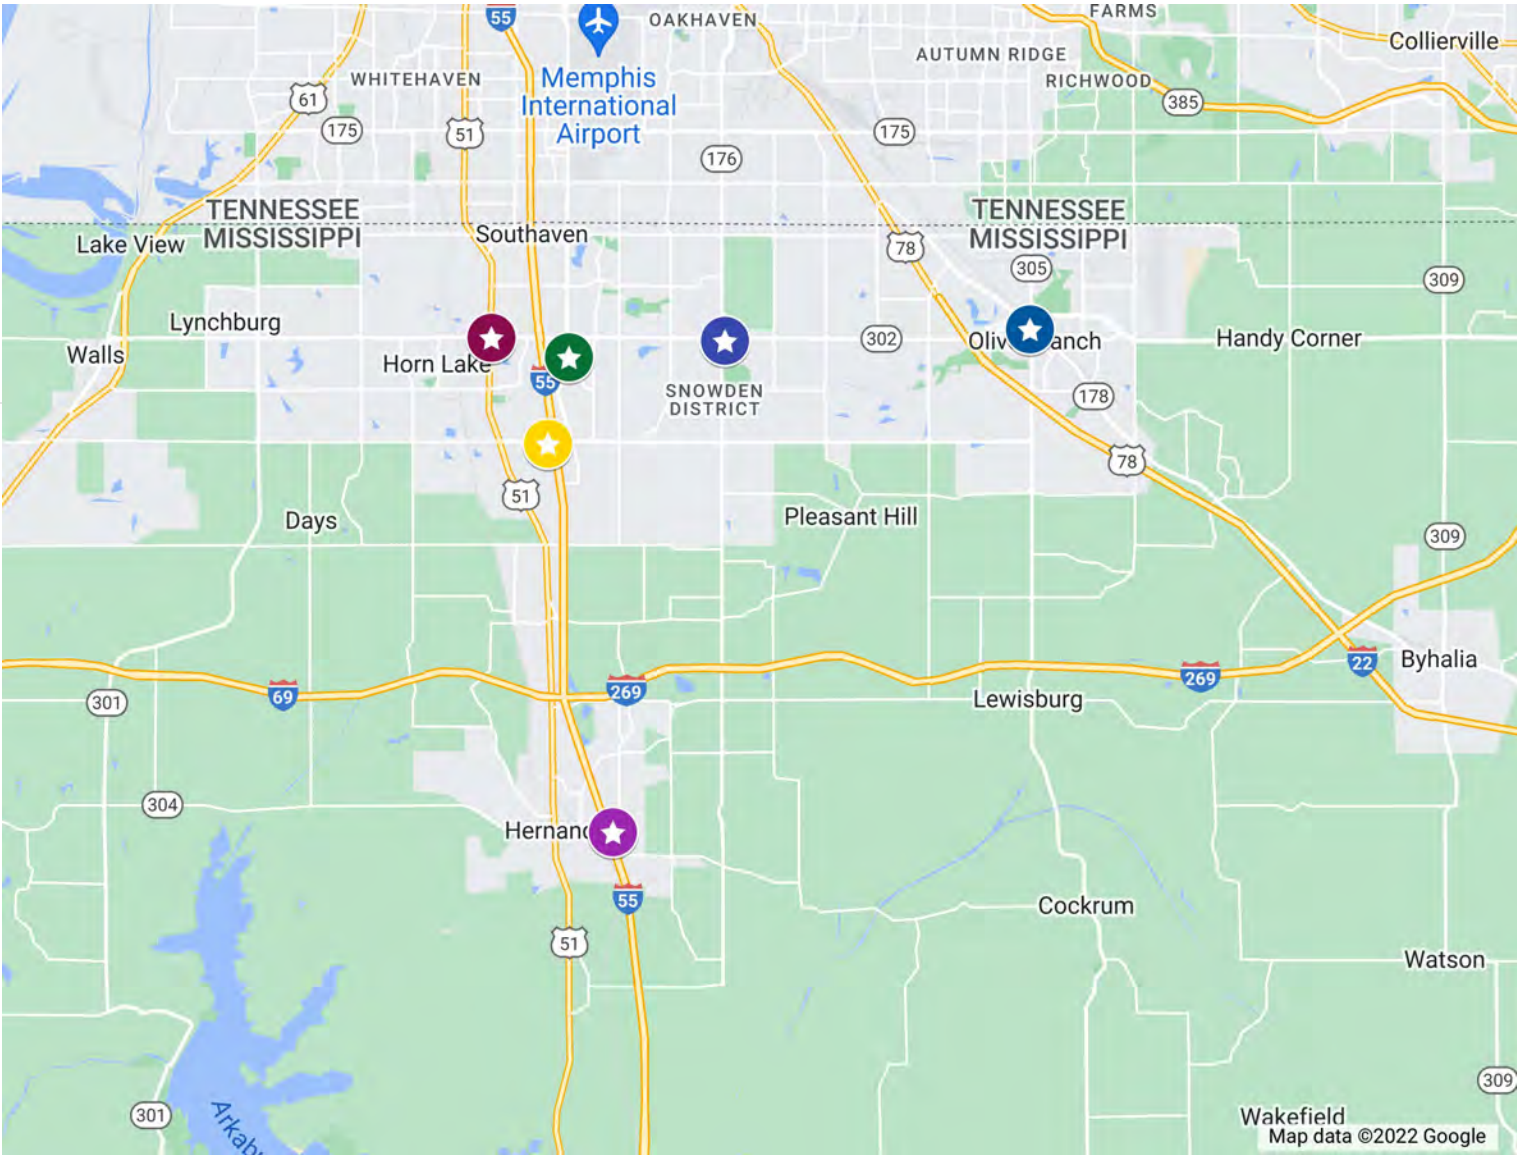 55
OAKHAVEN
FARMS
Collierville
AUTUMN RIDGE
WHITEHAVEN
RICHWOOD
Memphis
International
Airport
61
385
175
51
175
176
TENNESSEE
MISSISSIPPI
TENNESSEE
MISSISSIPPI
Lake View
Southaven
78
305
309
Lynchburg
Walls
Horn Lake
302
Handy Corner
55
SNOWDEN
DISTRICT
178
78
51
Days
Pleasant Hill
309
69
269
269
22
Byhalia
301
Lewisburg
304
Hernand
55
Cockrum
51
Watson
309
301
Wakefield
Map data ©2022 Google